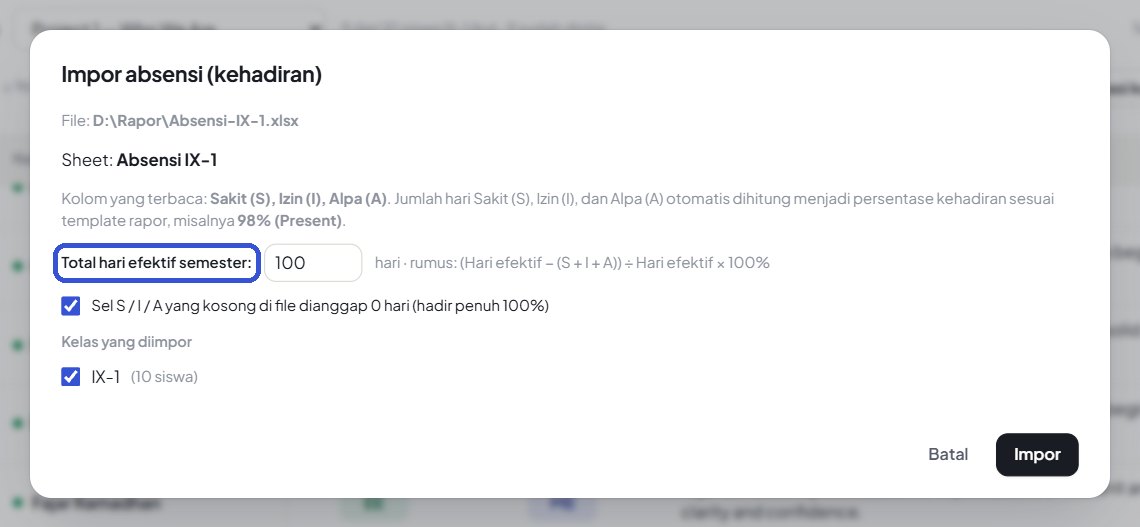 Impor absensi (kehadiran)
File: D:\Rapor\Absensi-IX-1.xlsx
Sheet: Absensi IX-1
Kolom yang terbaca: Sakit (S), Izin (I), Alpa (A). Jumlah hari Sakit (S), Izin (I), dan Alpa (A) otomatis dihitung menjadi persentase kehadiran sesuai
template rapor, misalnya 98% (Present).
Total hari efektif semester: 100 hari · rumus: (Hari efektif − (S + I + A)) ÷ Hari efektif × 100%
Sel S / I / A yang kosong di file dianggap 0 hari (hadir penuh 100%)
Kelas yang diimpor
IX-1 (10 siswa)
Batal Impor
Fajar Ramadhan
clarity and confidence.